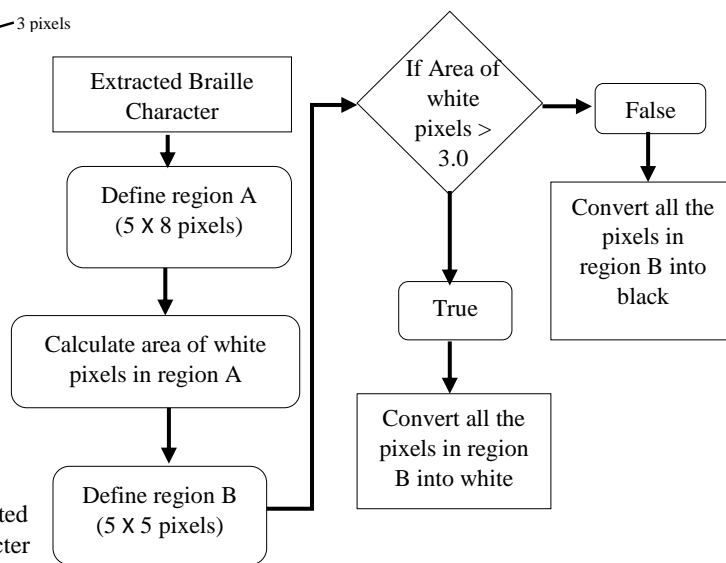 3 pixels
Extracted Braille
Character
Define region A
(5 X 8 pixels)
Calculate area of white
pixels in region A
Define region B
(5 X 5 pixels)
If Area of
white
pixels >
3.0
True
Convert all the
pixels in region
B into white
False
Convert all the
pixels in
region B into
black
ted
cter